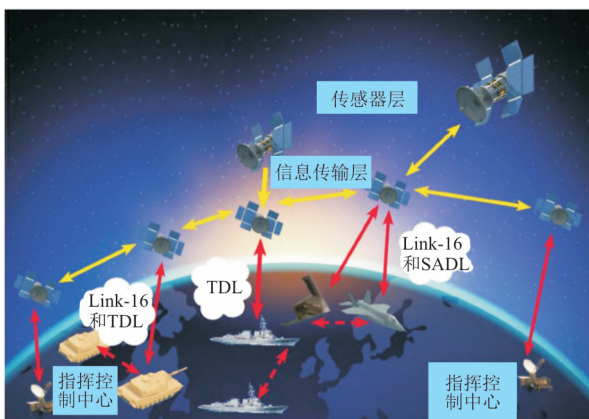 传感器层
信息传输层
Link-16
和SADL
TDL
Link-16
和TDL
指挥控
制中心
指挥控
制中心